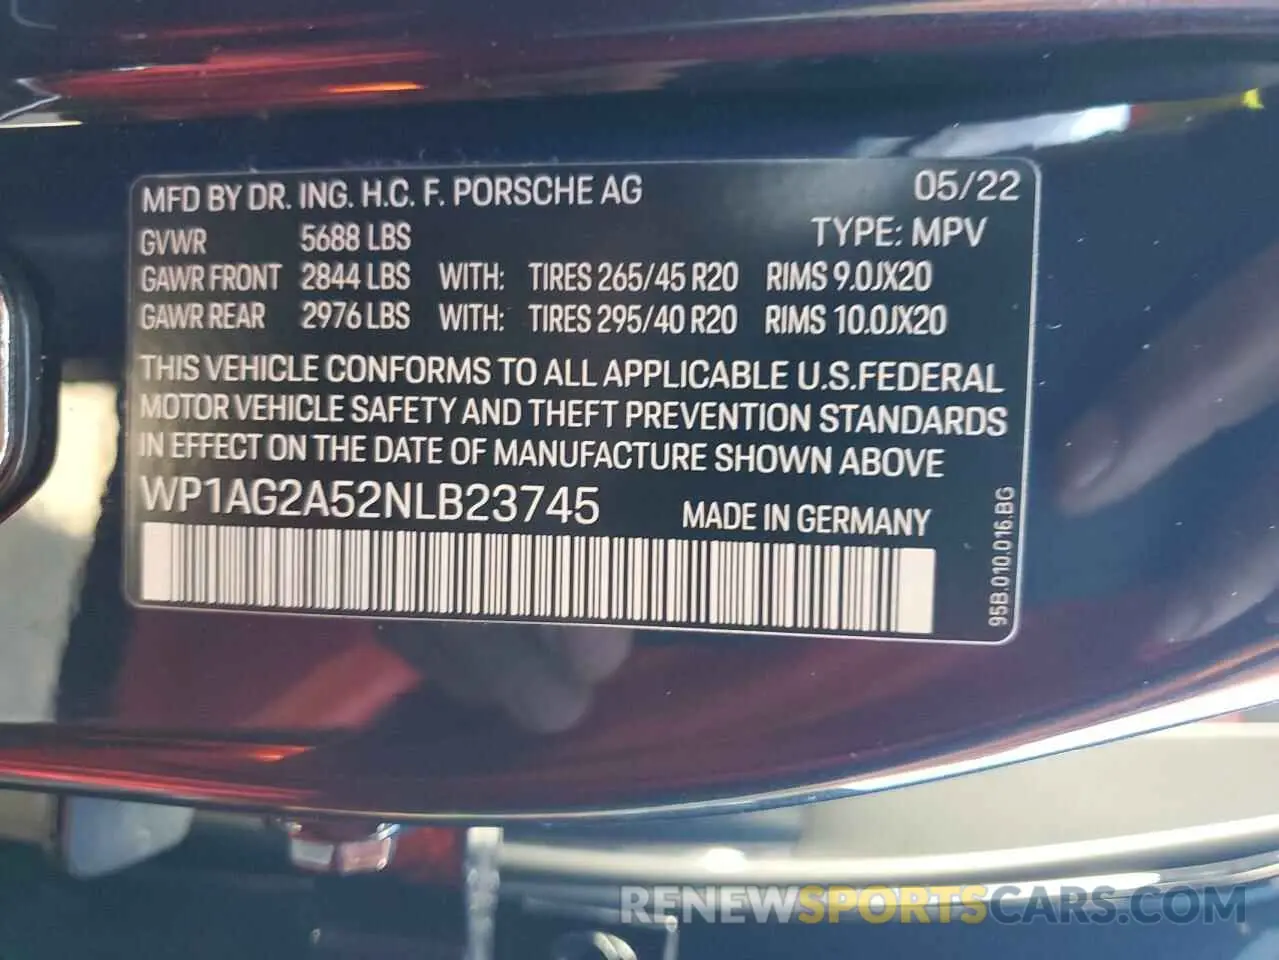 MFD BY DR. ING. H.C. F. PORSCHE AG 05/22
GVWR 5688 LBS TYPE: MPV
GAWR FRONT 2844 LBS WITH: TIRES 265/45 R20 RIMS 9.0JX20
GAWR REAR 2976 LBS WITH: TIRES 295/40 R20 RIMS 10.0JX20
THIS VEHICLE CONFORMS TO ALL APPLICABLE U.S.FEDERAL
MOTOR VEHICLE SAFETY AND THEFT PREVENTION STANDARDS
IN EFFECT ON THE DATE OF MANUFACTURE SHOWN ABOVE
WP1AG2A52NLB23745 MADE IN GERMANY
95B.010.016.BG
RENEWSPORTSCARS.COM